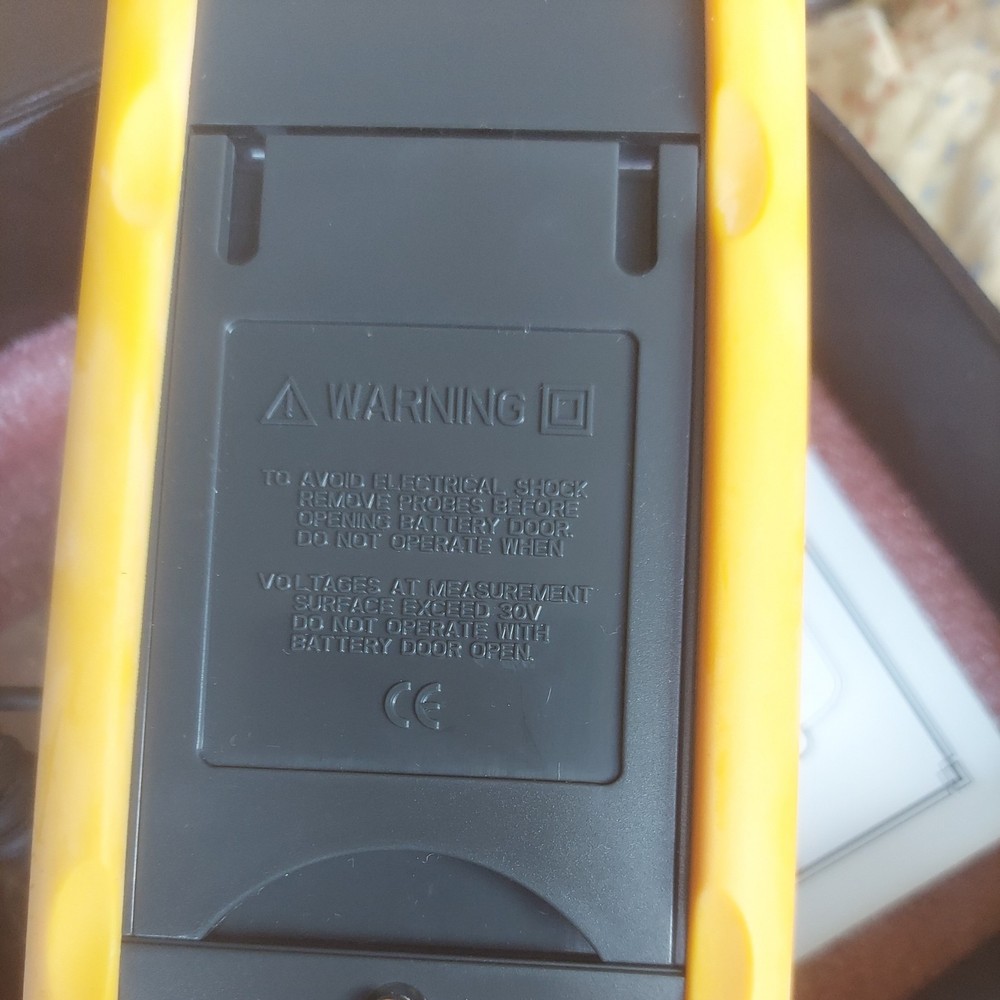 WARNING
TO AVOID ELECTRICAL SHOCK
REMOVE PROBES BEFORE
OPENING BATTERY DOOR.
DO NOT OPERATE WHEN
VOLTAGES AT MEASUREMENT
SURFACE EXCEED 30V
DO NOT OPERATE WITH
BATTERY DOOR OPEN.
CE